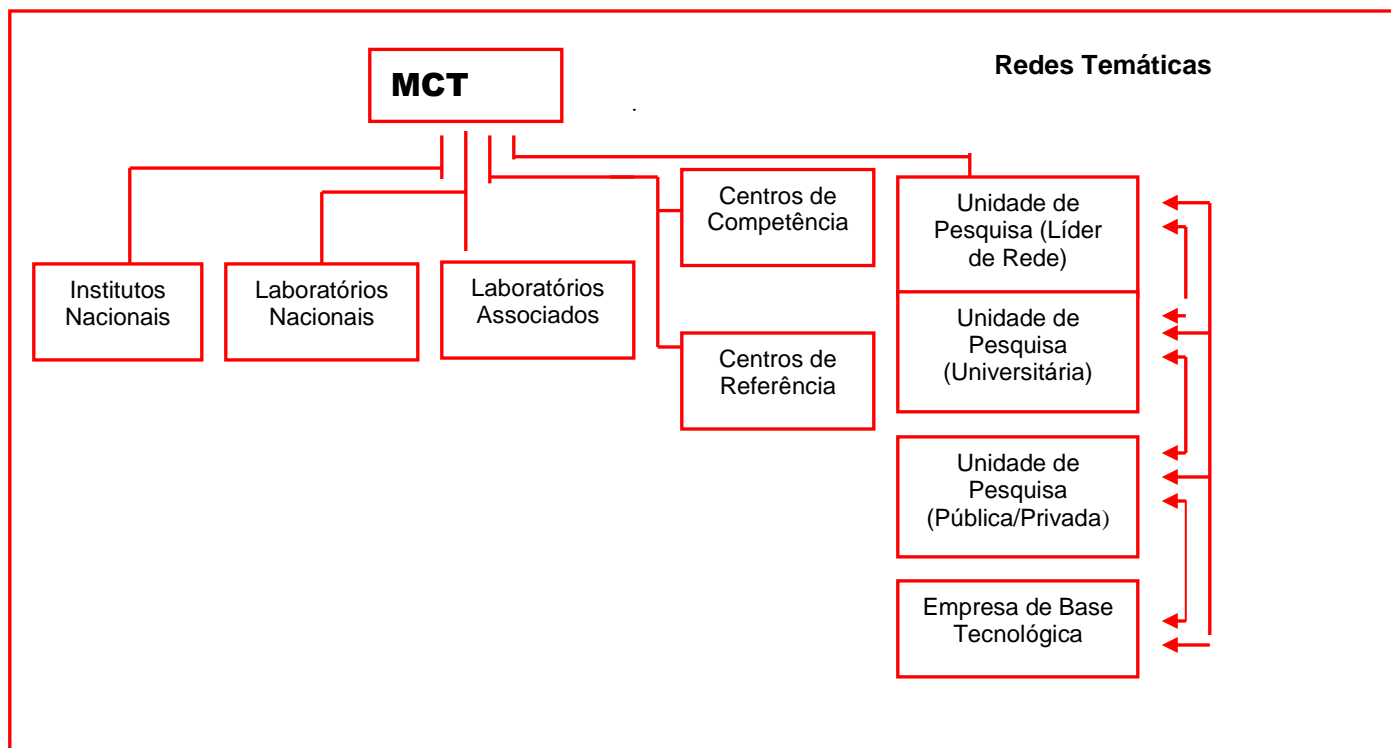 Redes Temáticas
MCT
.
Centros de
Competência
Unidade de
Pesquisa (Líder
de Rede)
Institutos
Nacionais
Laboratórios
Nacionais
Laboratórios
Associados
Unidade de
Pesquisa
(Universitária)
Centros de
Referência
Unidade de
Pesquisa
(Pública/Privada)
Empresa de Base
Tecnológica